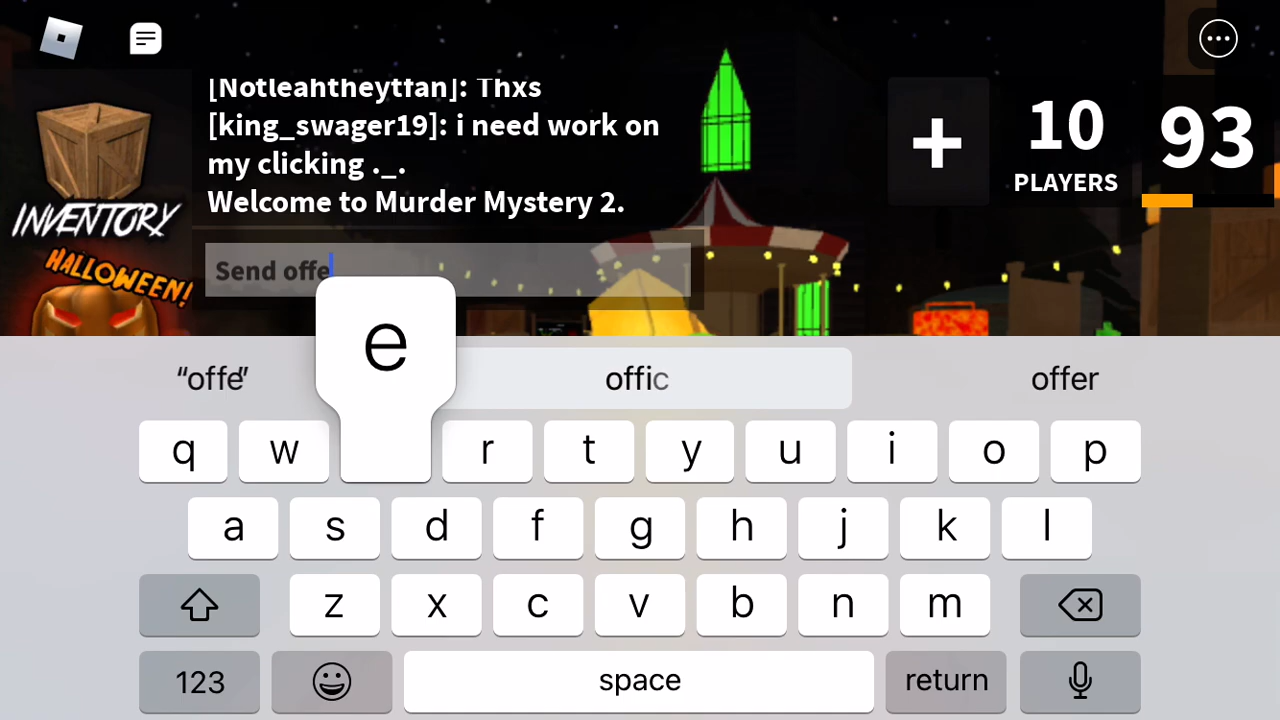 [Notleahtheytfan]: Thxs
[king_swager19]: i need work on
my clicking ._.
Welcome to Murder Mystery 2.
Send offe
INVENTORY
HALLOWEEN!
+
10
PLAYERS
93
“offe”
offic
offer
e
q w r t y u i o p
a s d f g h j k l
z x c v b n m
123
space
return